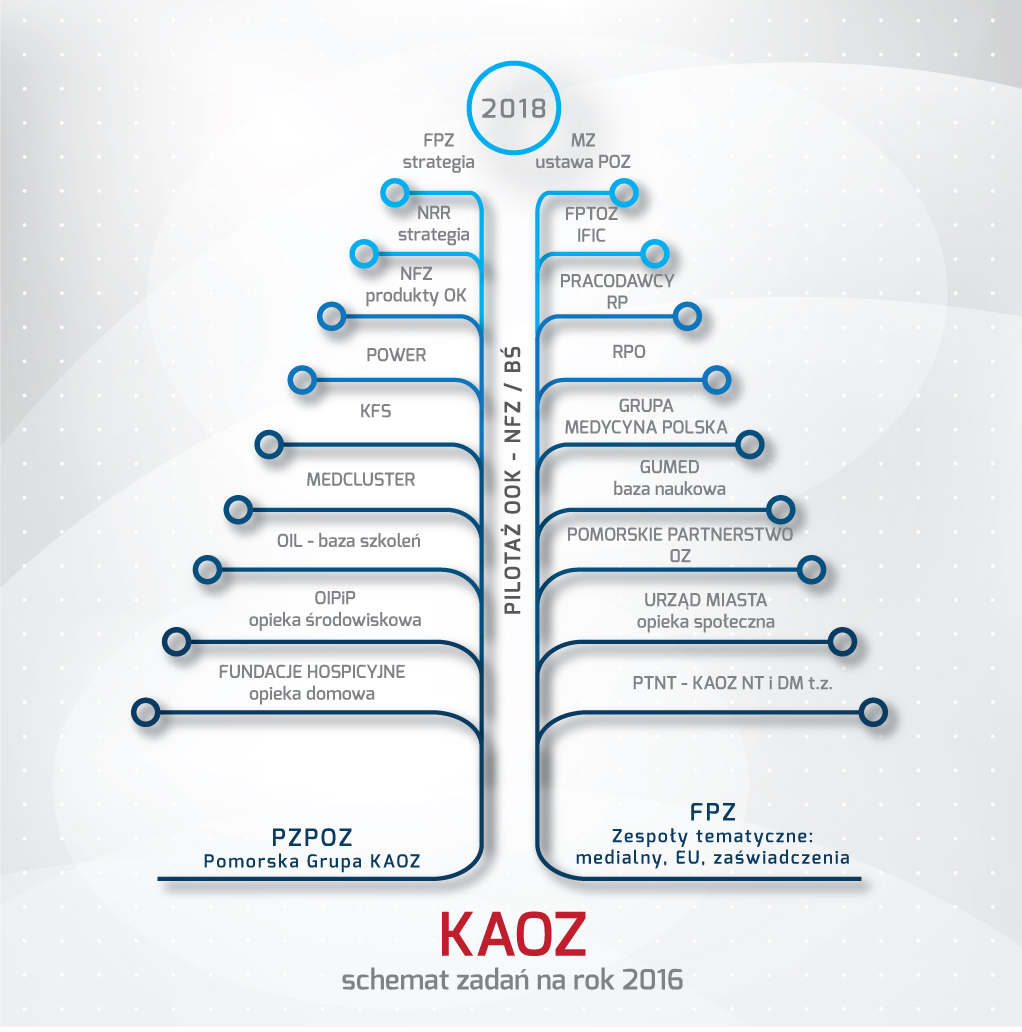 2018
FPZ
strategia
MZ
ustawa POZ
NRR
strategia
FPTOZ
IFIC
NFZ
produkty OK
PRACODAWCY
RP
POWER
RPO
KFS
GRUPA
MEDYCYNA POLSKA
MEDCLUSTER
GUMED
baza naukowa
OIL - baza szkoleń
POMORSKIE PARTNERSTWO
OZ
OIPiP
opieka środowiskowa
URZĄD MIASTA
opieka społeczna
FUNDACJE HOSPICYJNE
opieka domowa
PTNT - KAOZ NT i DM t.z.
PILOTAŻ OOK - NFZ / BŚ
PZPOZ
Pomorska Grupa KAOZ
FPZ
Zespoły tematyczne:
medialny, EU, zaświadczenia
KAOZ
schemat zadań na rok 2016